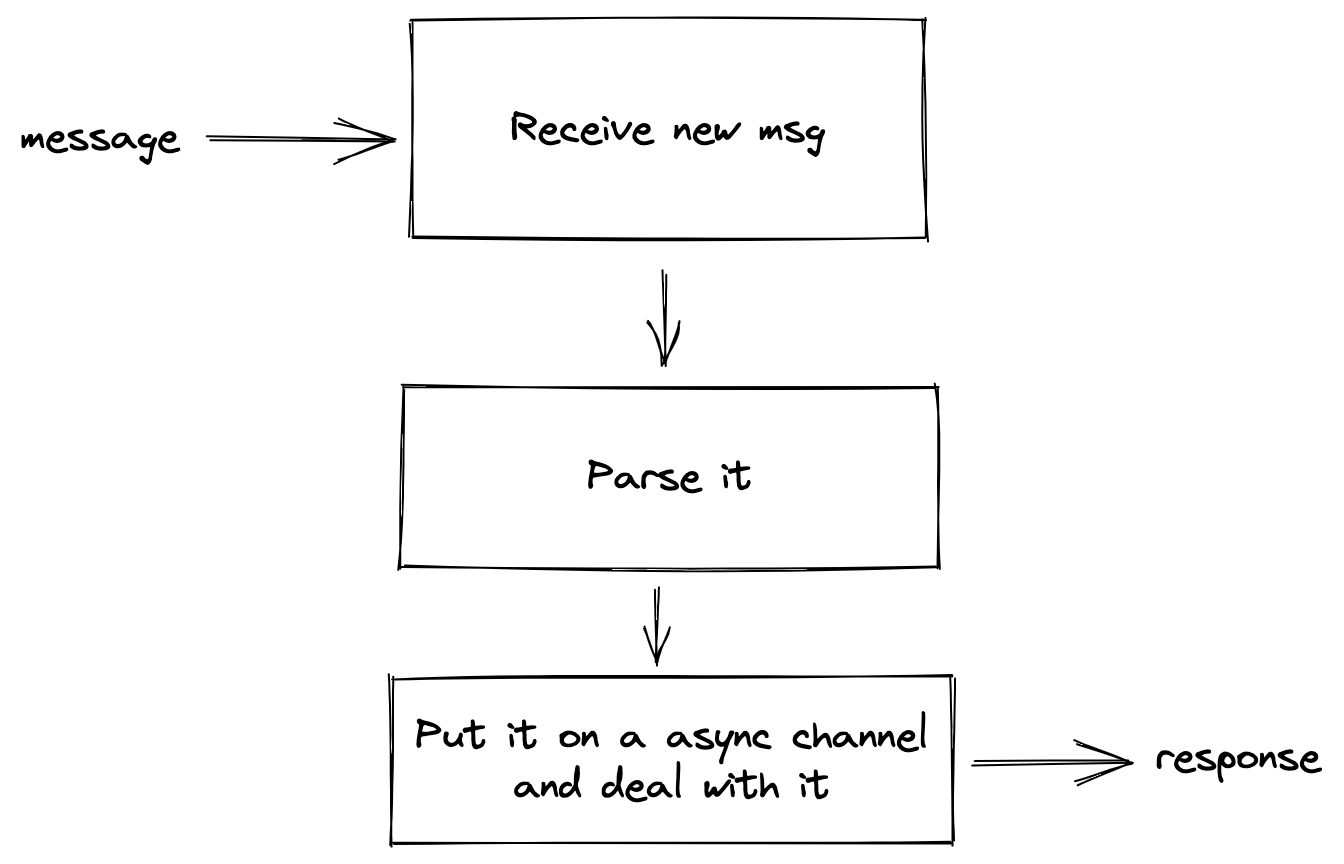 message
Receive new msg
Parse it
Put it on a async channel
and deal with it
response